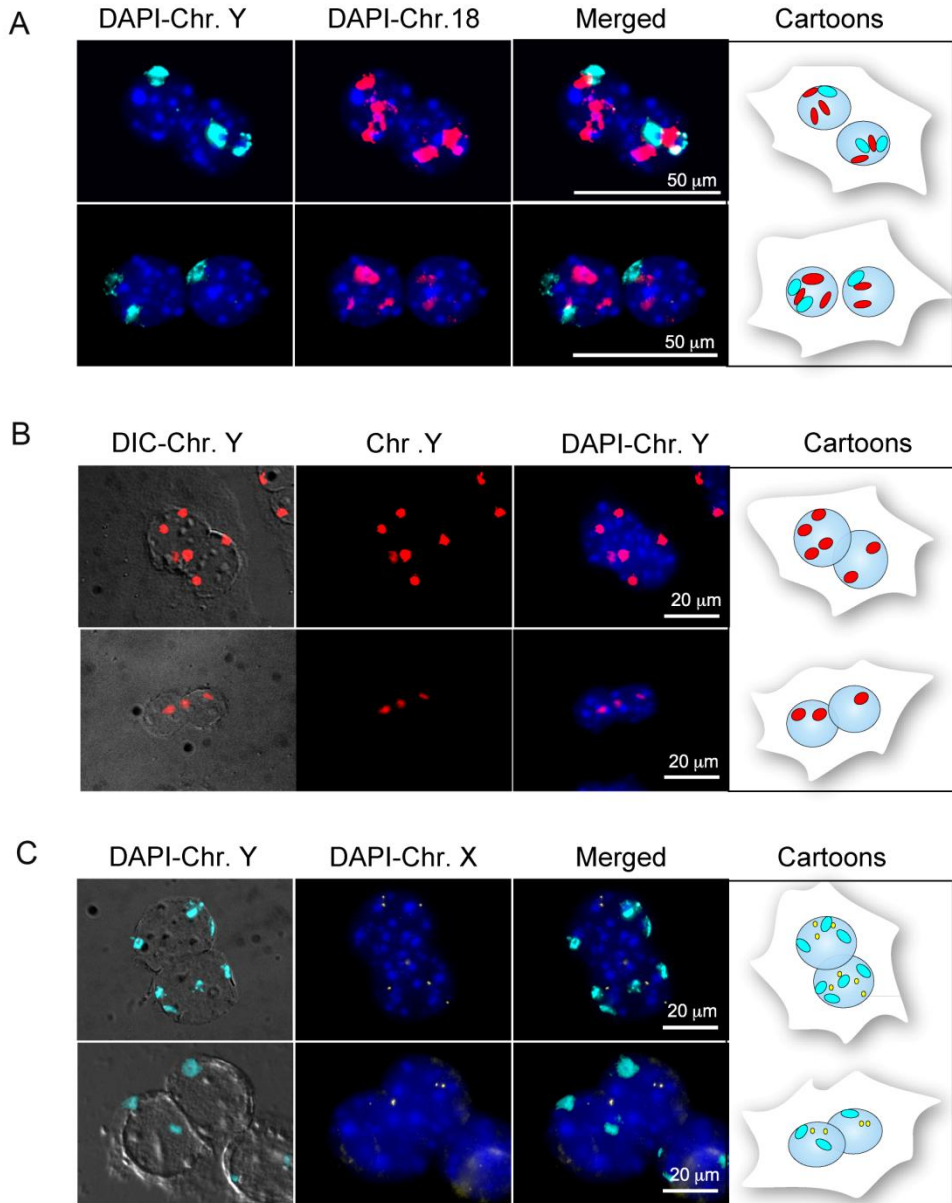 A
DAPI-Chr. Y DAPI-Chr.18 Merged Cartoons
50 μm
50 μm
B
DIC-Chr. Y Chr .Y DAPI-Chr. Y Cartoons
20 μm
20 μm
C
DAPI-Chr. Y DAPI-Chr. X Merged Cartoons
20 μm
20 μm